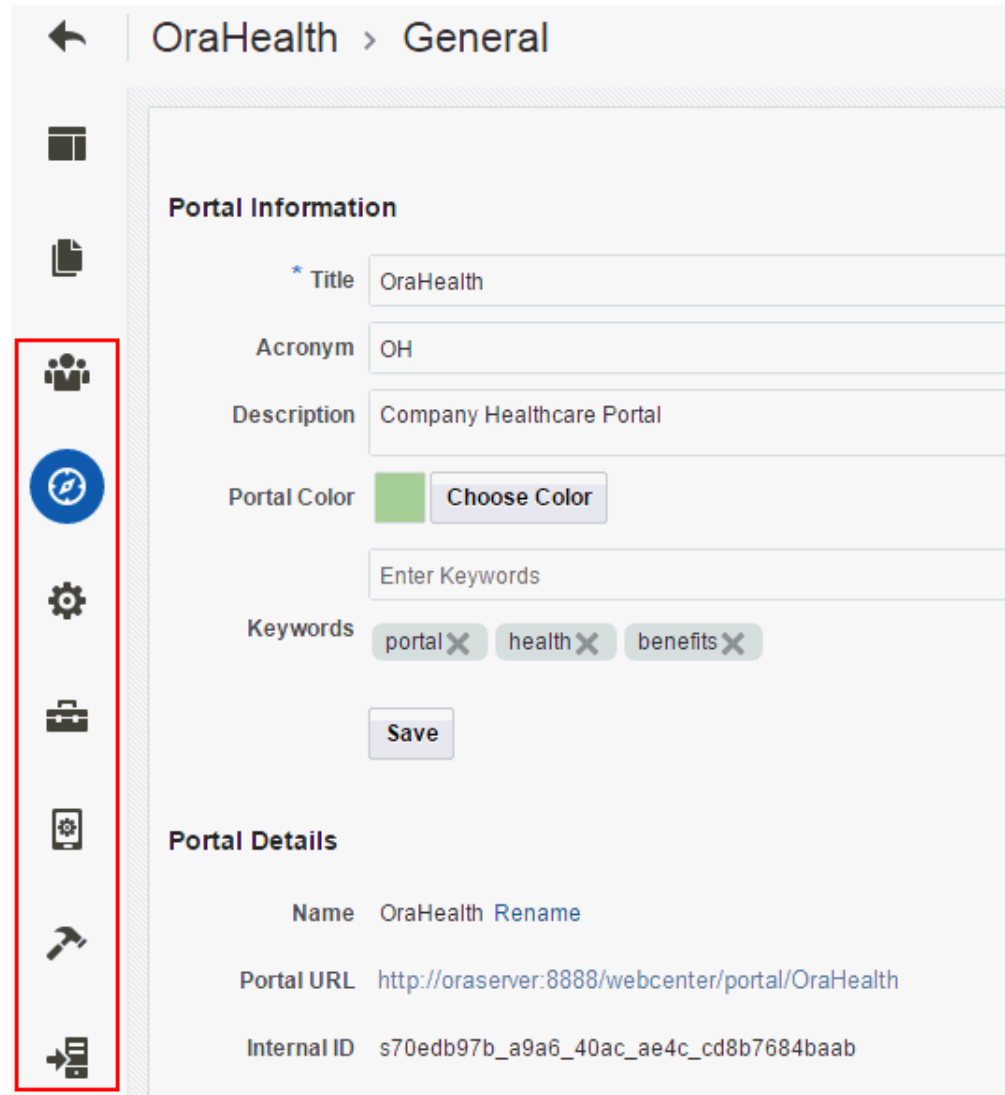 OraHealth > General
Portal Information
* Title OraHealth
Acronym OH
Description Company Healthcare Portal
Portal Color Choose Color
Enter Keywords
Keywords portal health benefits
Save
Portal Details
Name OraHealth Rename
Portal URL http://oraserver:8888/webcenter/portal/OraHealth
Internal ID s70edb97b_a9a6_40ac_ae4c_cd8b7684baab